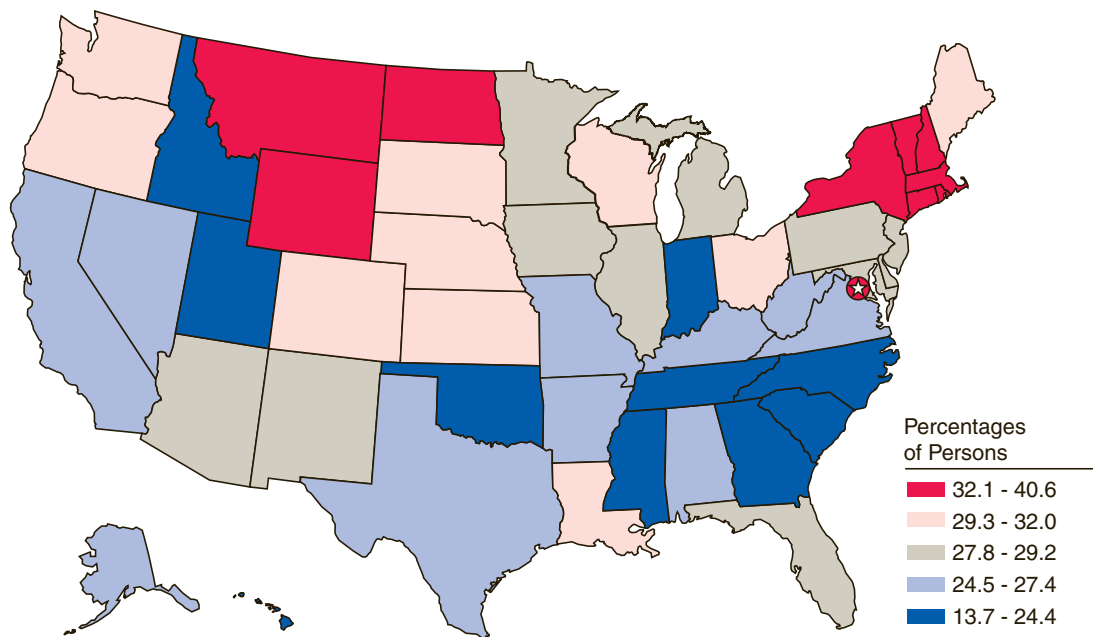 Percentages
of Persons
32.1 - 40.6
29.3 - 32.0
27.8 - 29.2
24.5 - 27.4
13.7 - 24.4